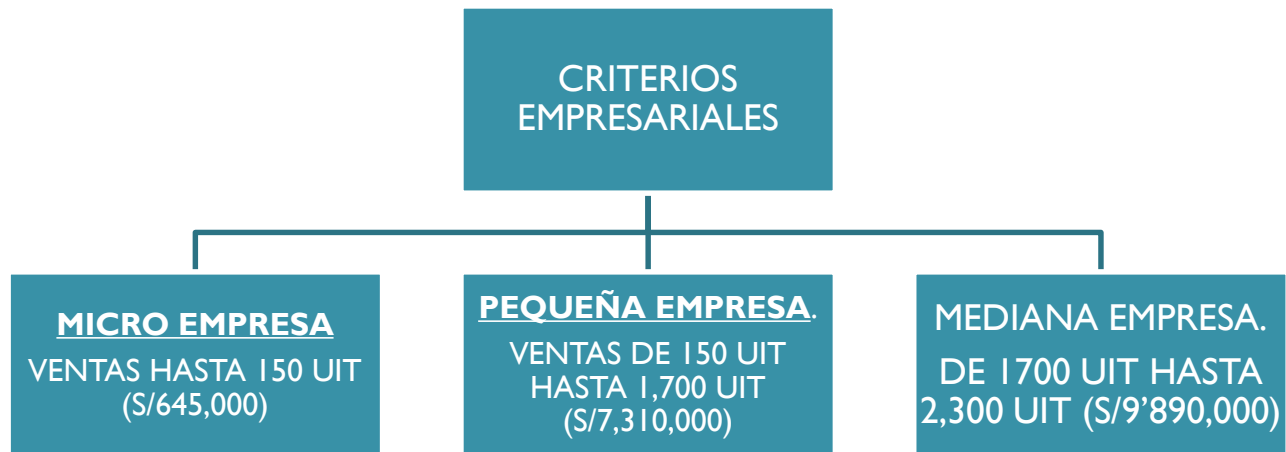 CRITERIOS
EMPRESARIALES
MICRO EMPRESA
VENTAS HASTA 150 UIT
(S/645,000)
PEQUEÑA EMPRESA.
VENTAS DE 150 UIT
HASTA 1,700 UIT
(S/7,310,000)
MEDIANA EMPRESA.
DE 1700 UIT HASTA
2,300 UIT (S/9’890,000)